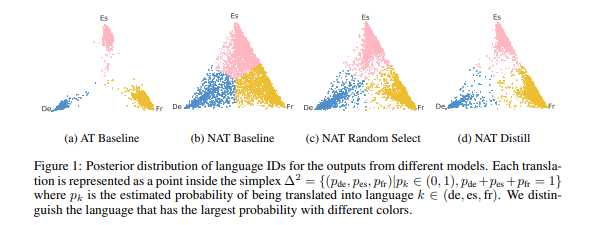 Es Es Es Es
De Fr De Fr De Fr De Fr
(a) AT Baseline (b) NAT Baseline (c) NAT Random Select (d) NAT Distill
Figure 1: Posterior distribution of language IDs for the outputs from different models. Each transla-
tion is represented as a point inside the simplex Δ² = {(p_de, p_es, p_fr)|p_k ∈ (0, 1), p_de + p_es + p_fr = 1}
where p_k is the estimated probability of being translated into language k ∈ (de, es, fr). We distin-
guish the language that has the largest probability with different colors.